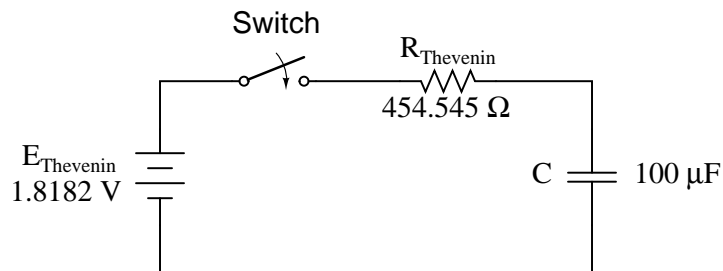 Switch
R_Thevenin
454.545 Ω
E_Thevenin
1.8182 V
C
100 μF